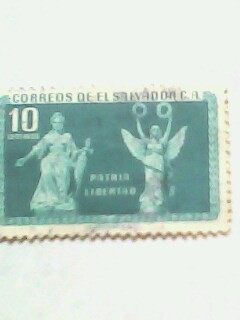 CORREOS DE EL SALVADOR C.A.
10
CENTAVOS
PATRIA
LIBERTAD